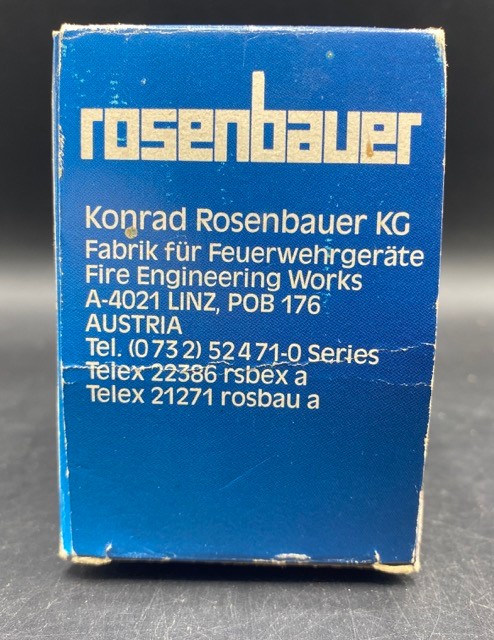 rosenbauer
Konrad Rosenbauer KG
Fabrik für Feuerwehrgeräte
Fire Engineering Works
A-4021 LINZ, POB 176
AUSTRIA
Tel. (0732) 52471-0 Series
Telex 22386 rsbex a
Telex 21271 rosbau a